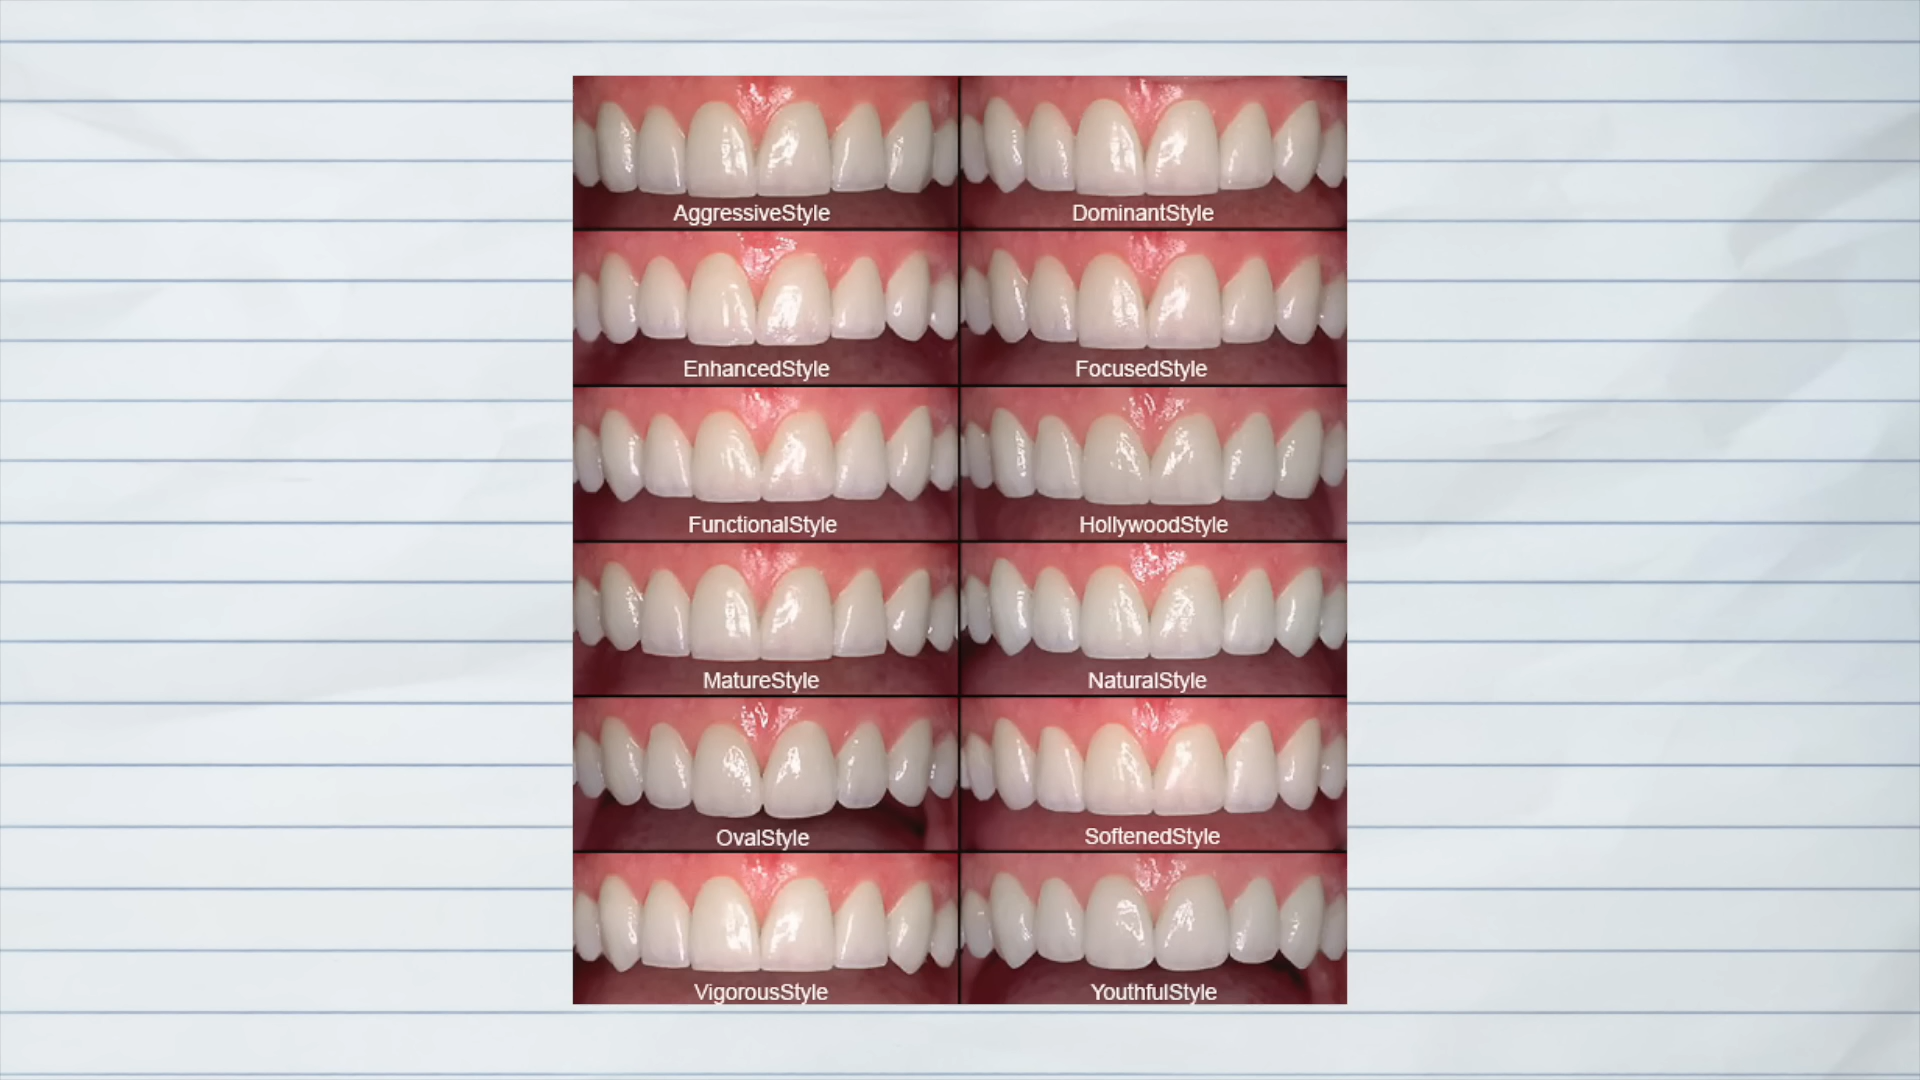 AggressiveStyle
DominantStyle
EnhancedStyle
FocusedStyle
FunctionalStyle
HollywoodStyle
MatureStyle
NaturalStyle
OvalStyle
SoftenedStyle
VigorousStyle
YouthfulStyle